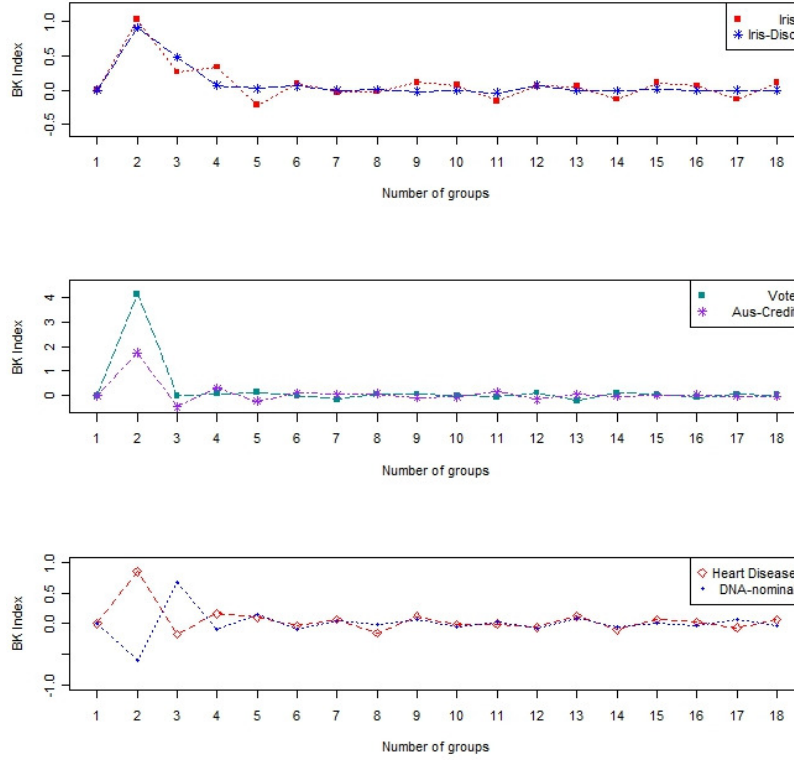 BK Index
1.0
0.5
0.0
-0.5
Iris
Iris-Disc
1 2 3 4 5 6 7 8 9 10 11 12 13 14 15 16 17 18
Number of groups
BK Index
4
3
2
1
0
Vote
Aus-Credit
1 2 3 4 5 6 7 8 9 10 11 12 13 14 15 16 17 18
Number of groups
BK Index
1.0
0.5
0.0
-1.0
Heart Disease
DNA-nomina
1 2 3 4 5 6 7 8 9 10 11 12 13 14 15 16 17 18
Number of groups